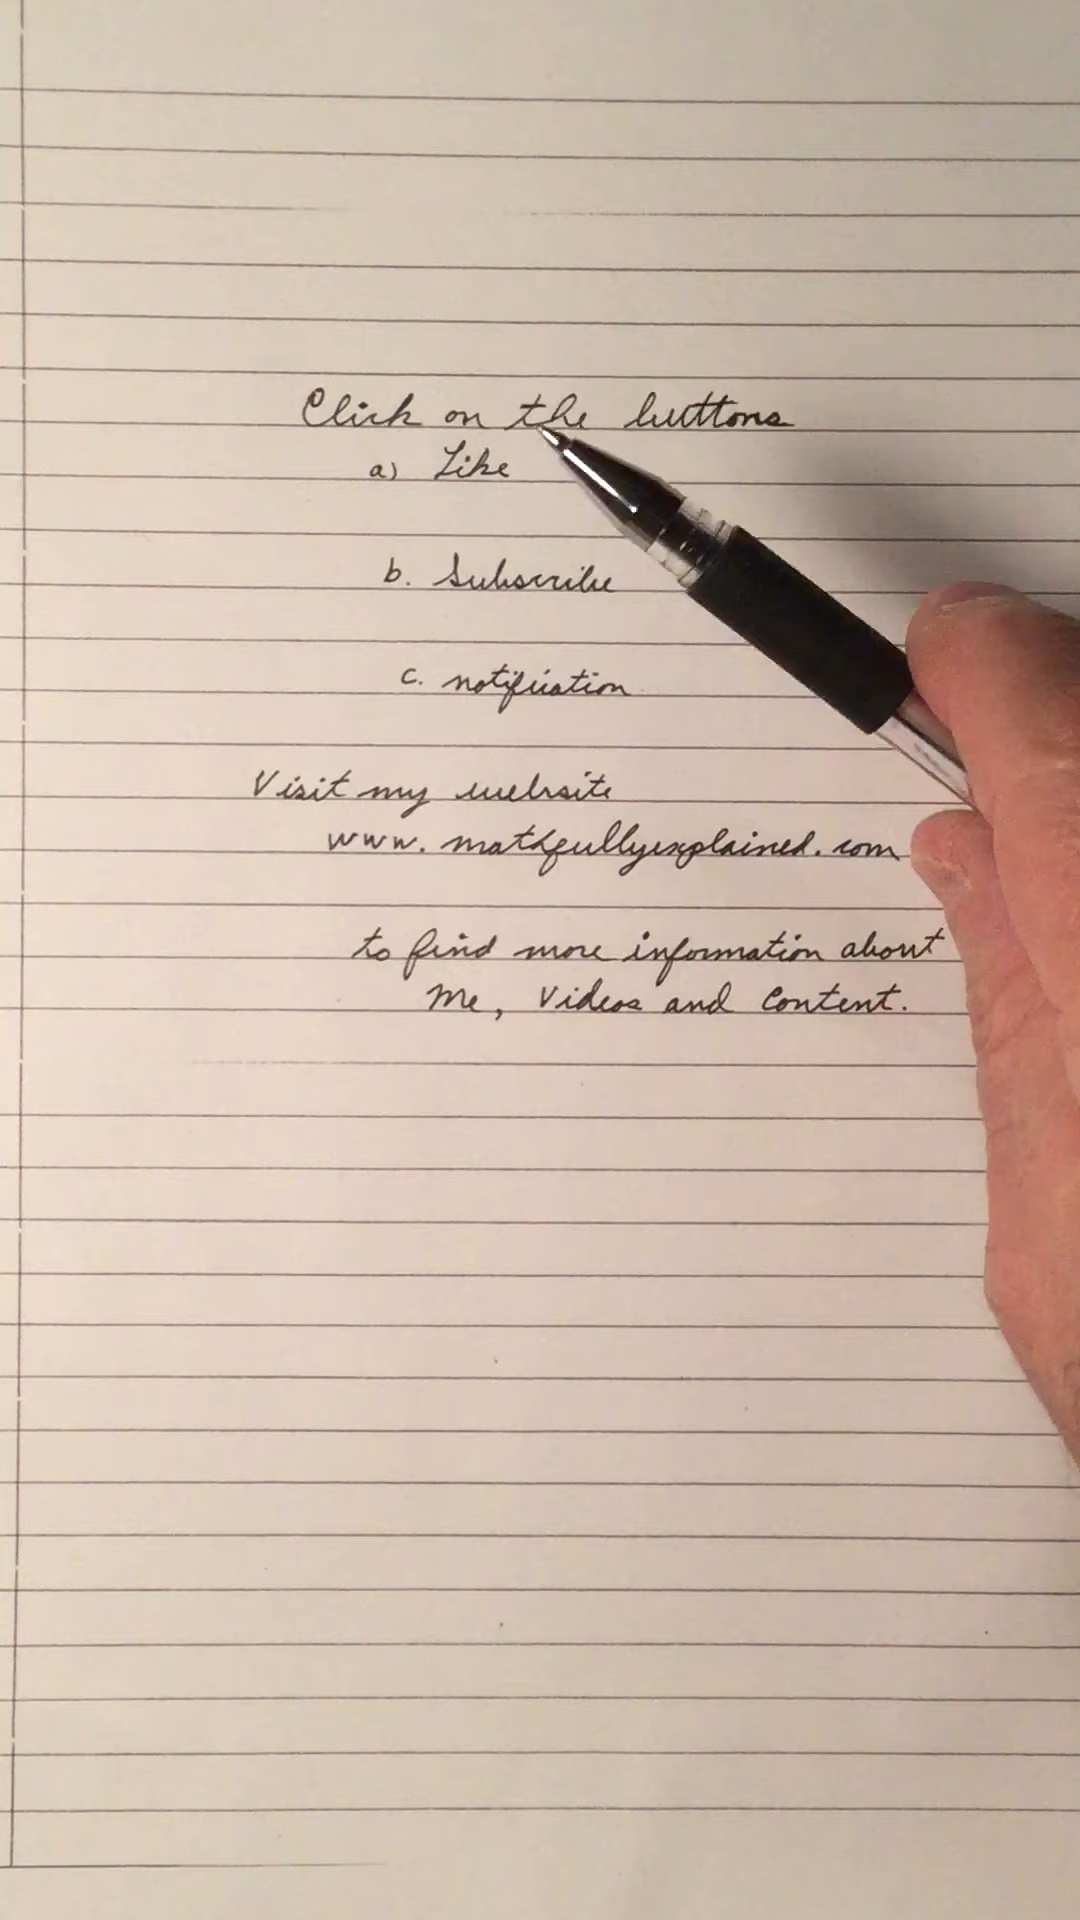 Click on the buttons
a) Like
b. Subscribe
c. notification
Visit my website
www.mathfullyexplained.com
to find more information about
Me, Videos and Content.